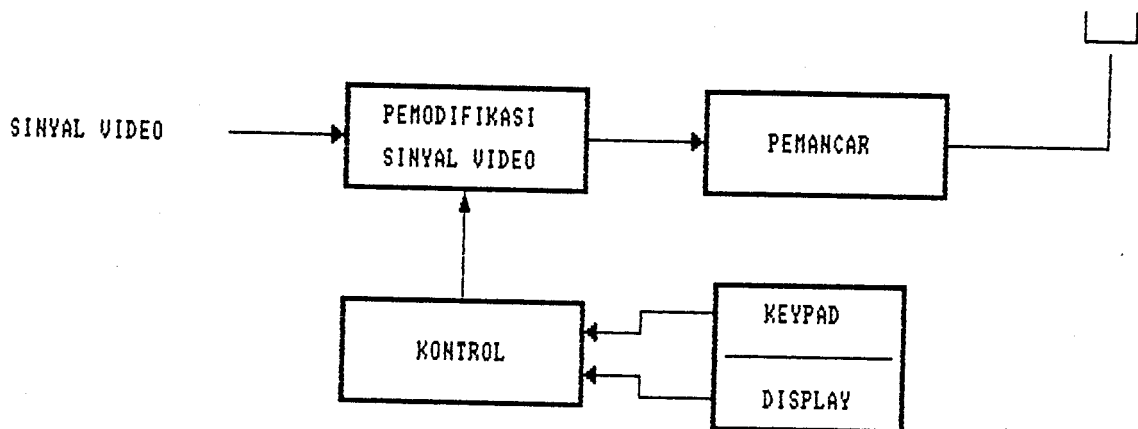 SINYAL VIDEO
PEMODIFIKASI
SINYAL VIDEO
PEMANCAR
KONTROL
KEYPAD
DISPLAY